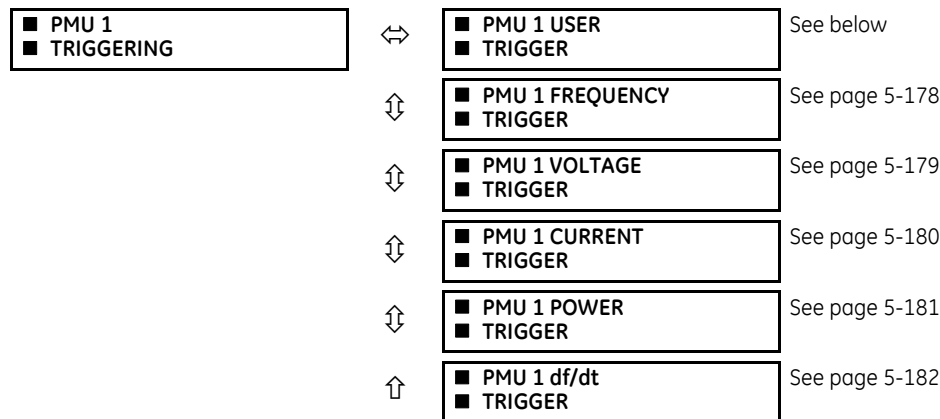 ■ PMU 1
■ TRIGGERING
■ PMU 1 USER
■ TRIGGER
See below
■ PMU 1 FREQUENCY
■ TRIGGER
See page 5-178
■ PMU 1 VOLTAGE
■ TRIGGER
See page 5-179
■ PMU 1 CURRENT
■ TRIGGER
See page 5-180
■ PMU 1 POWER
■ TRIGGER
See page 5-181
■ PMU 1 df/dt
■ TRIGGER
See page 5-182